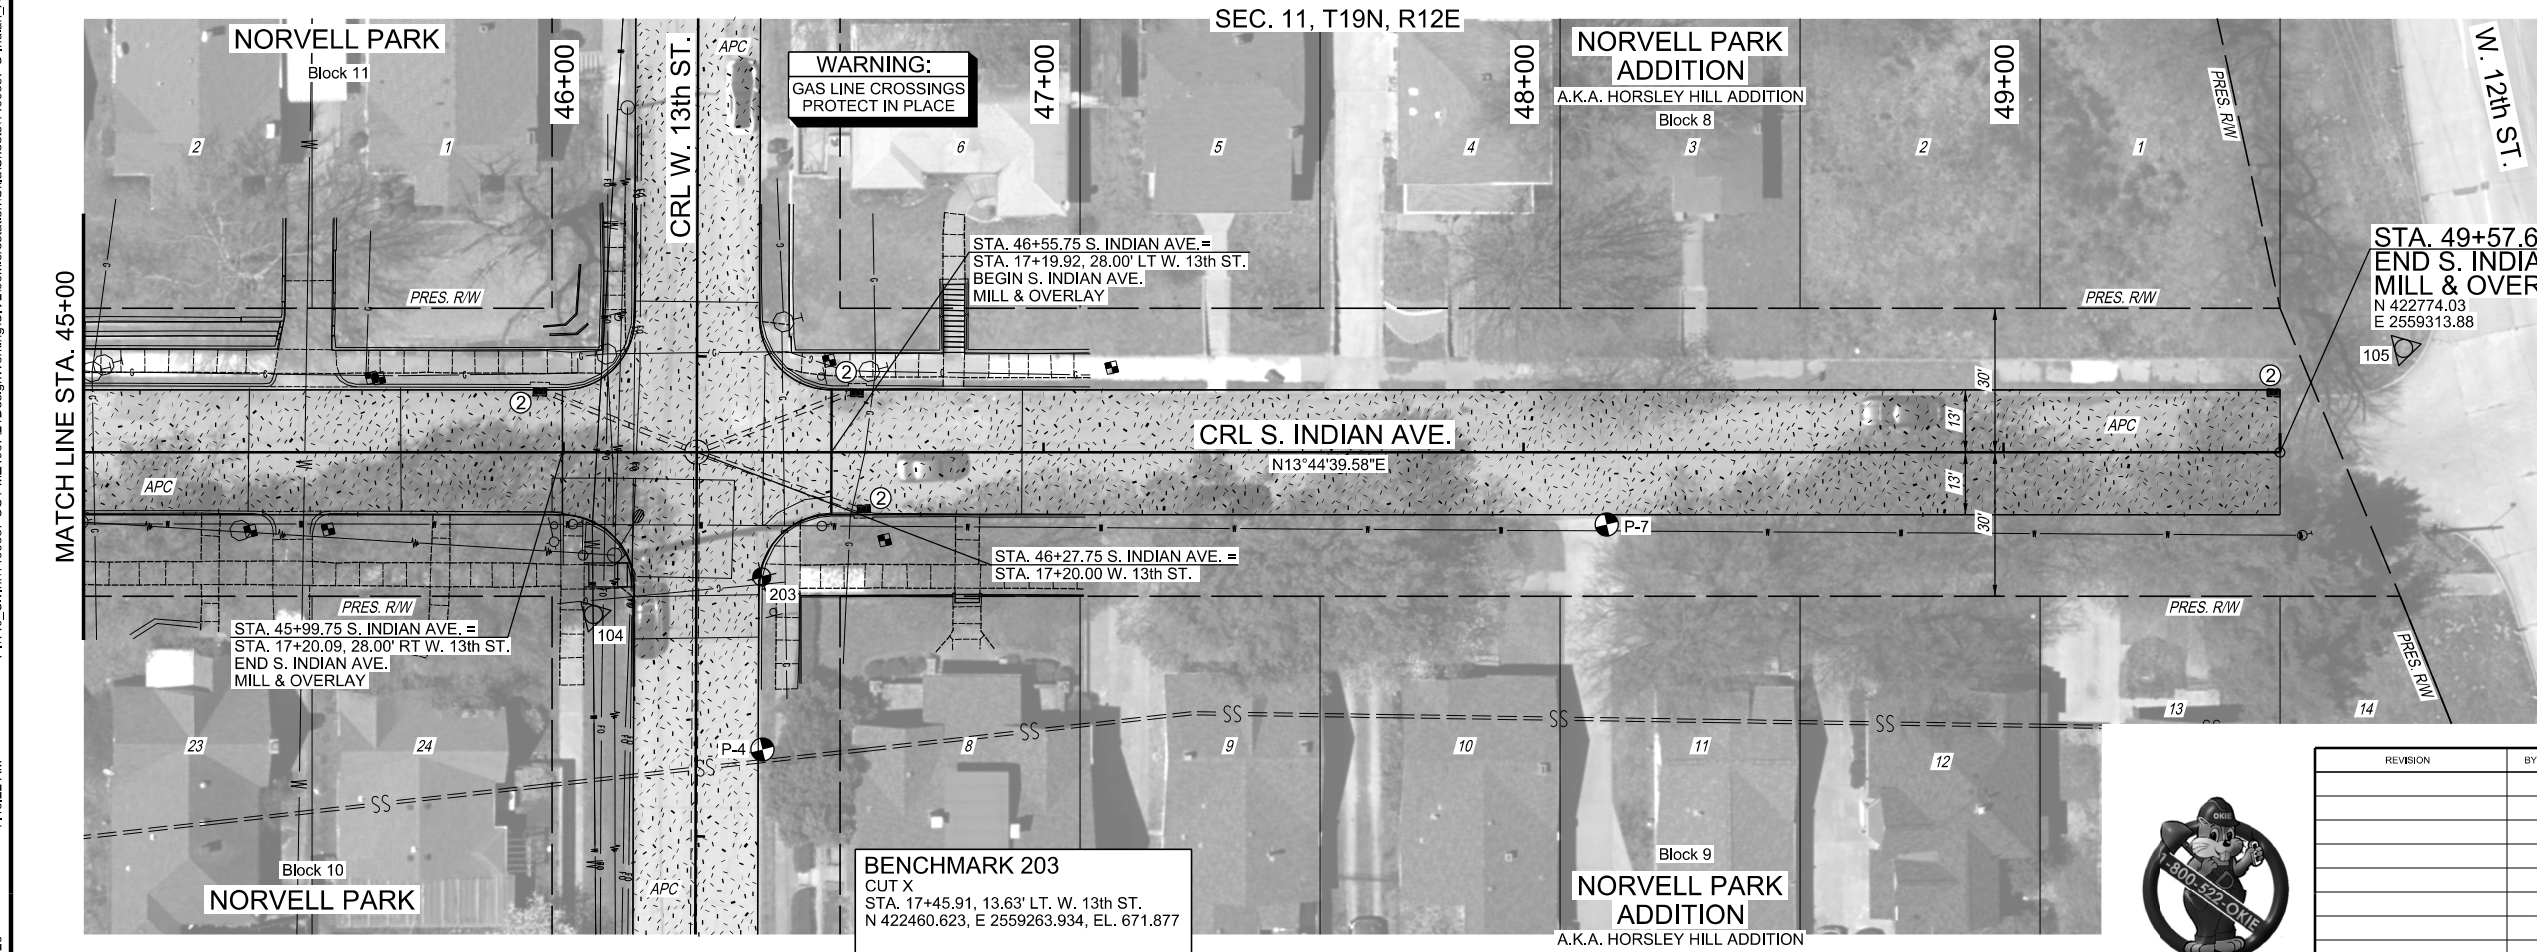 SEC. 11, T19N, R12E
NORVELL PARK
Block 11
2
1
46+00
CRL W. 13th ST.
APC
WARNING:
GAS LINE CROSSINGS
PROTECT IN PLACE
6
47+00
5
48+00
4
NORVELL PARK
ADDITION
A.K.A. HORSLEY HILL ADDITION
Block 8
3
2
49+00
1
PRES. R/W
W. 12th ST.
MATCH LINE STA. 45+00
PRES. R/W
STA. 46+55.75 S. INDIAN AVE.=
STA. 17+19.92, 28.00' LT W. 13th ST.
BEGIN S. INDIAN AVE.
MILL & OVERLAY
PRES. R/W
STA. 49+57.6
END S. INDIA
MILL & OVER
N 422774.03
E 2559313.88
105
2
2
2
2
30'
13'
13'
30'
APC
CRL S. INDIAN AVE.
N13°44'39.58"E
APC
P-7
STA. 46+27.75 S. INDIAN AVE. =
STA. 17+20.00 W. 13th ST.
203
104
PRES. R/W
STA. 45+99.75 S. INDIAN AVE. =
STA. 17+20.09, 28.00' RT W. 13th ST.
END S. INDIAN AVE.
MILL & OVERLAY
PRES. R/W
PRES. R/W
23
24
P-4
8
9
10
11
12
13
14
SS
SS
SS
SS
SS
SS
Block 10
NORVELL PARK
APC
BENCHMARK 203
CUT X
STA. 17+45.91, 13.63' LT. W. 13th ST.
N 422460.623, E 2559263.934, EL. 671.877
Block 9
NORVELL PARK
ADDITION
A.K.A. HORSLEY HILL ADDITION
REVISION
BY
OKIE
1-800-522-OKIE